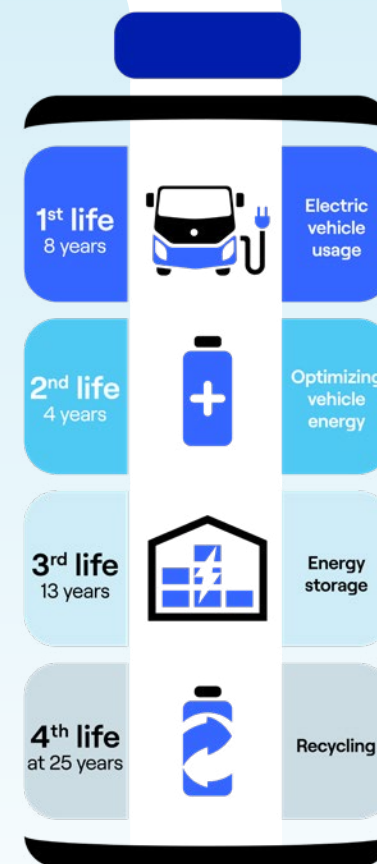 1st life
8 years
Electric
vehicle
usage
2nd life
4 years
Optimizing
vehicle
energy
3rd life
13 years
Energy
storage
4th life
at 25 years
Recycling